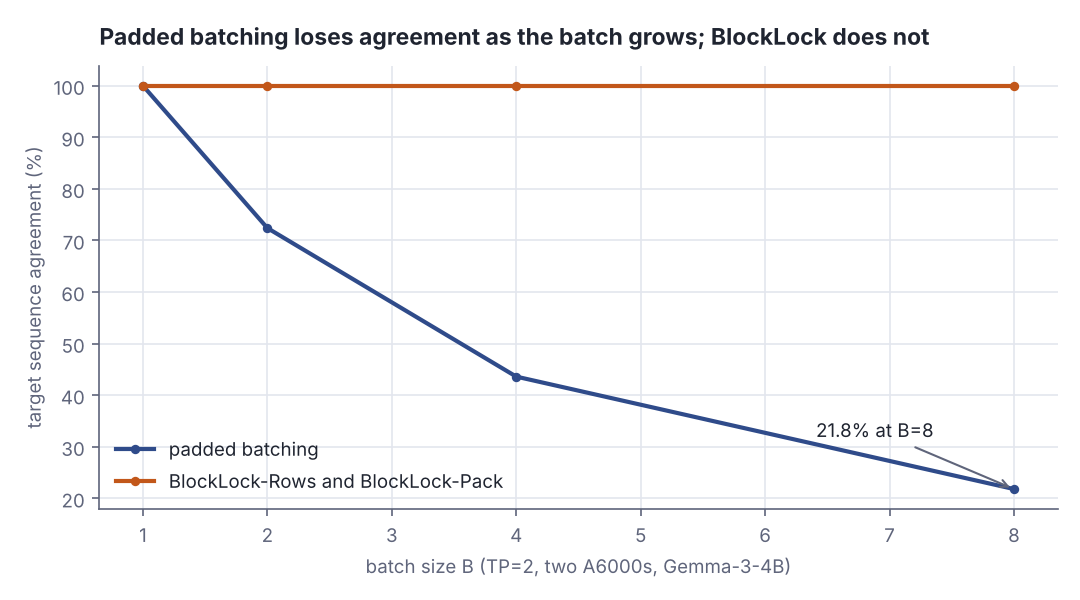 Padded batching loses agreement as the batch grows; BlockLock does not
target sequence agreement (%)
100
90
80
70
60
50
40
30
20
21.8% at B=8
padded batching
BlockLock-Rows and BlockLock-Pack
1 2 3 4 5 6 7 8
batch size B (TP=2, two A6000s, Gemma-3-4B)